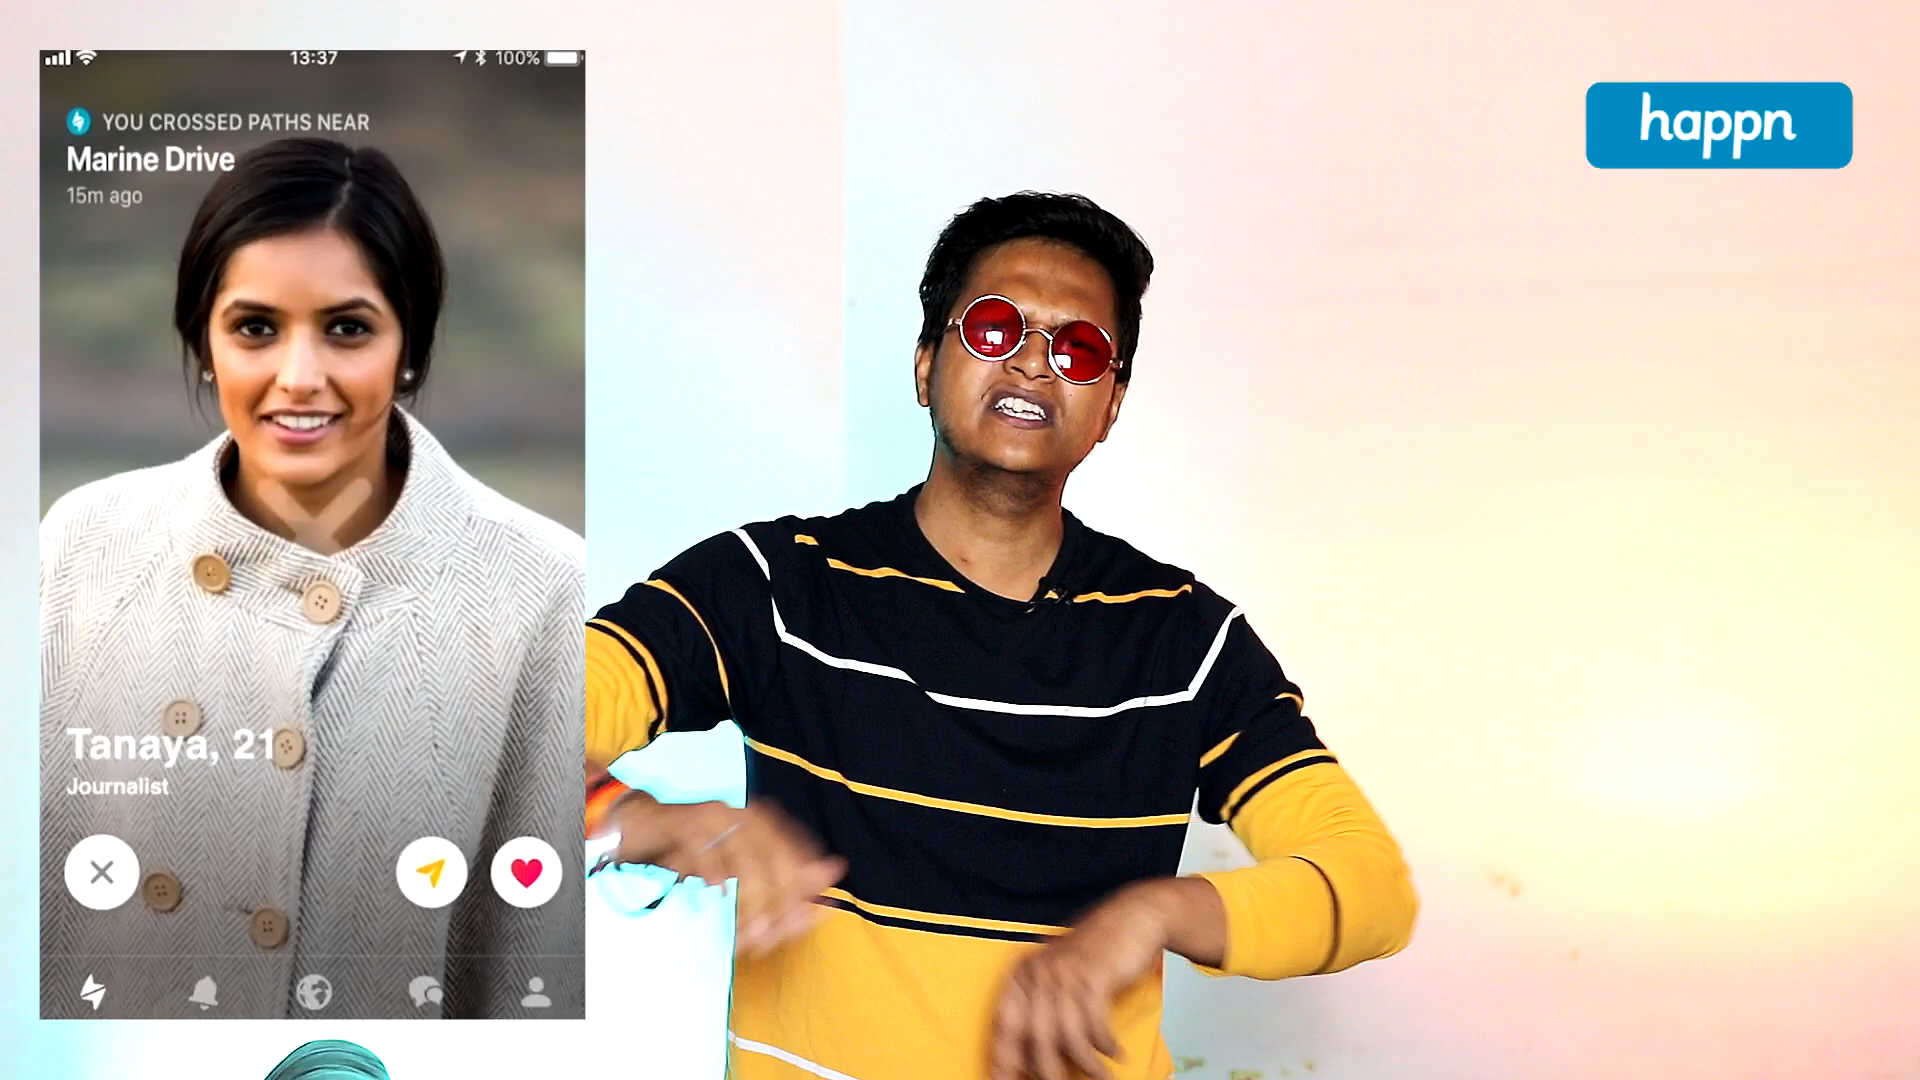 13:37
100%
YOU CROSSED PATHS NEAR
Marine Drive
15m ago
Tanaya, 21
Journalist
happn